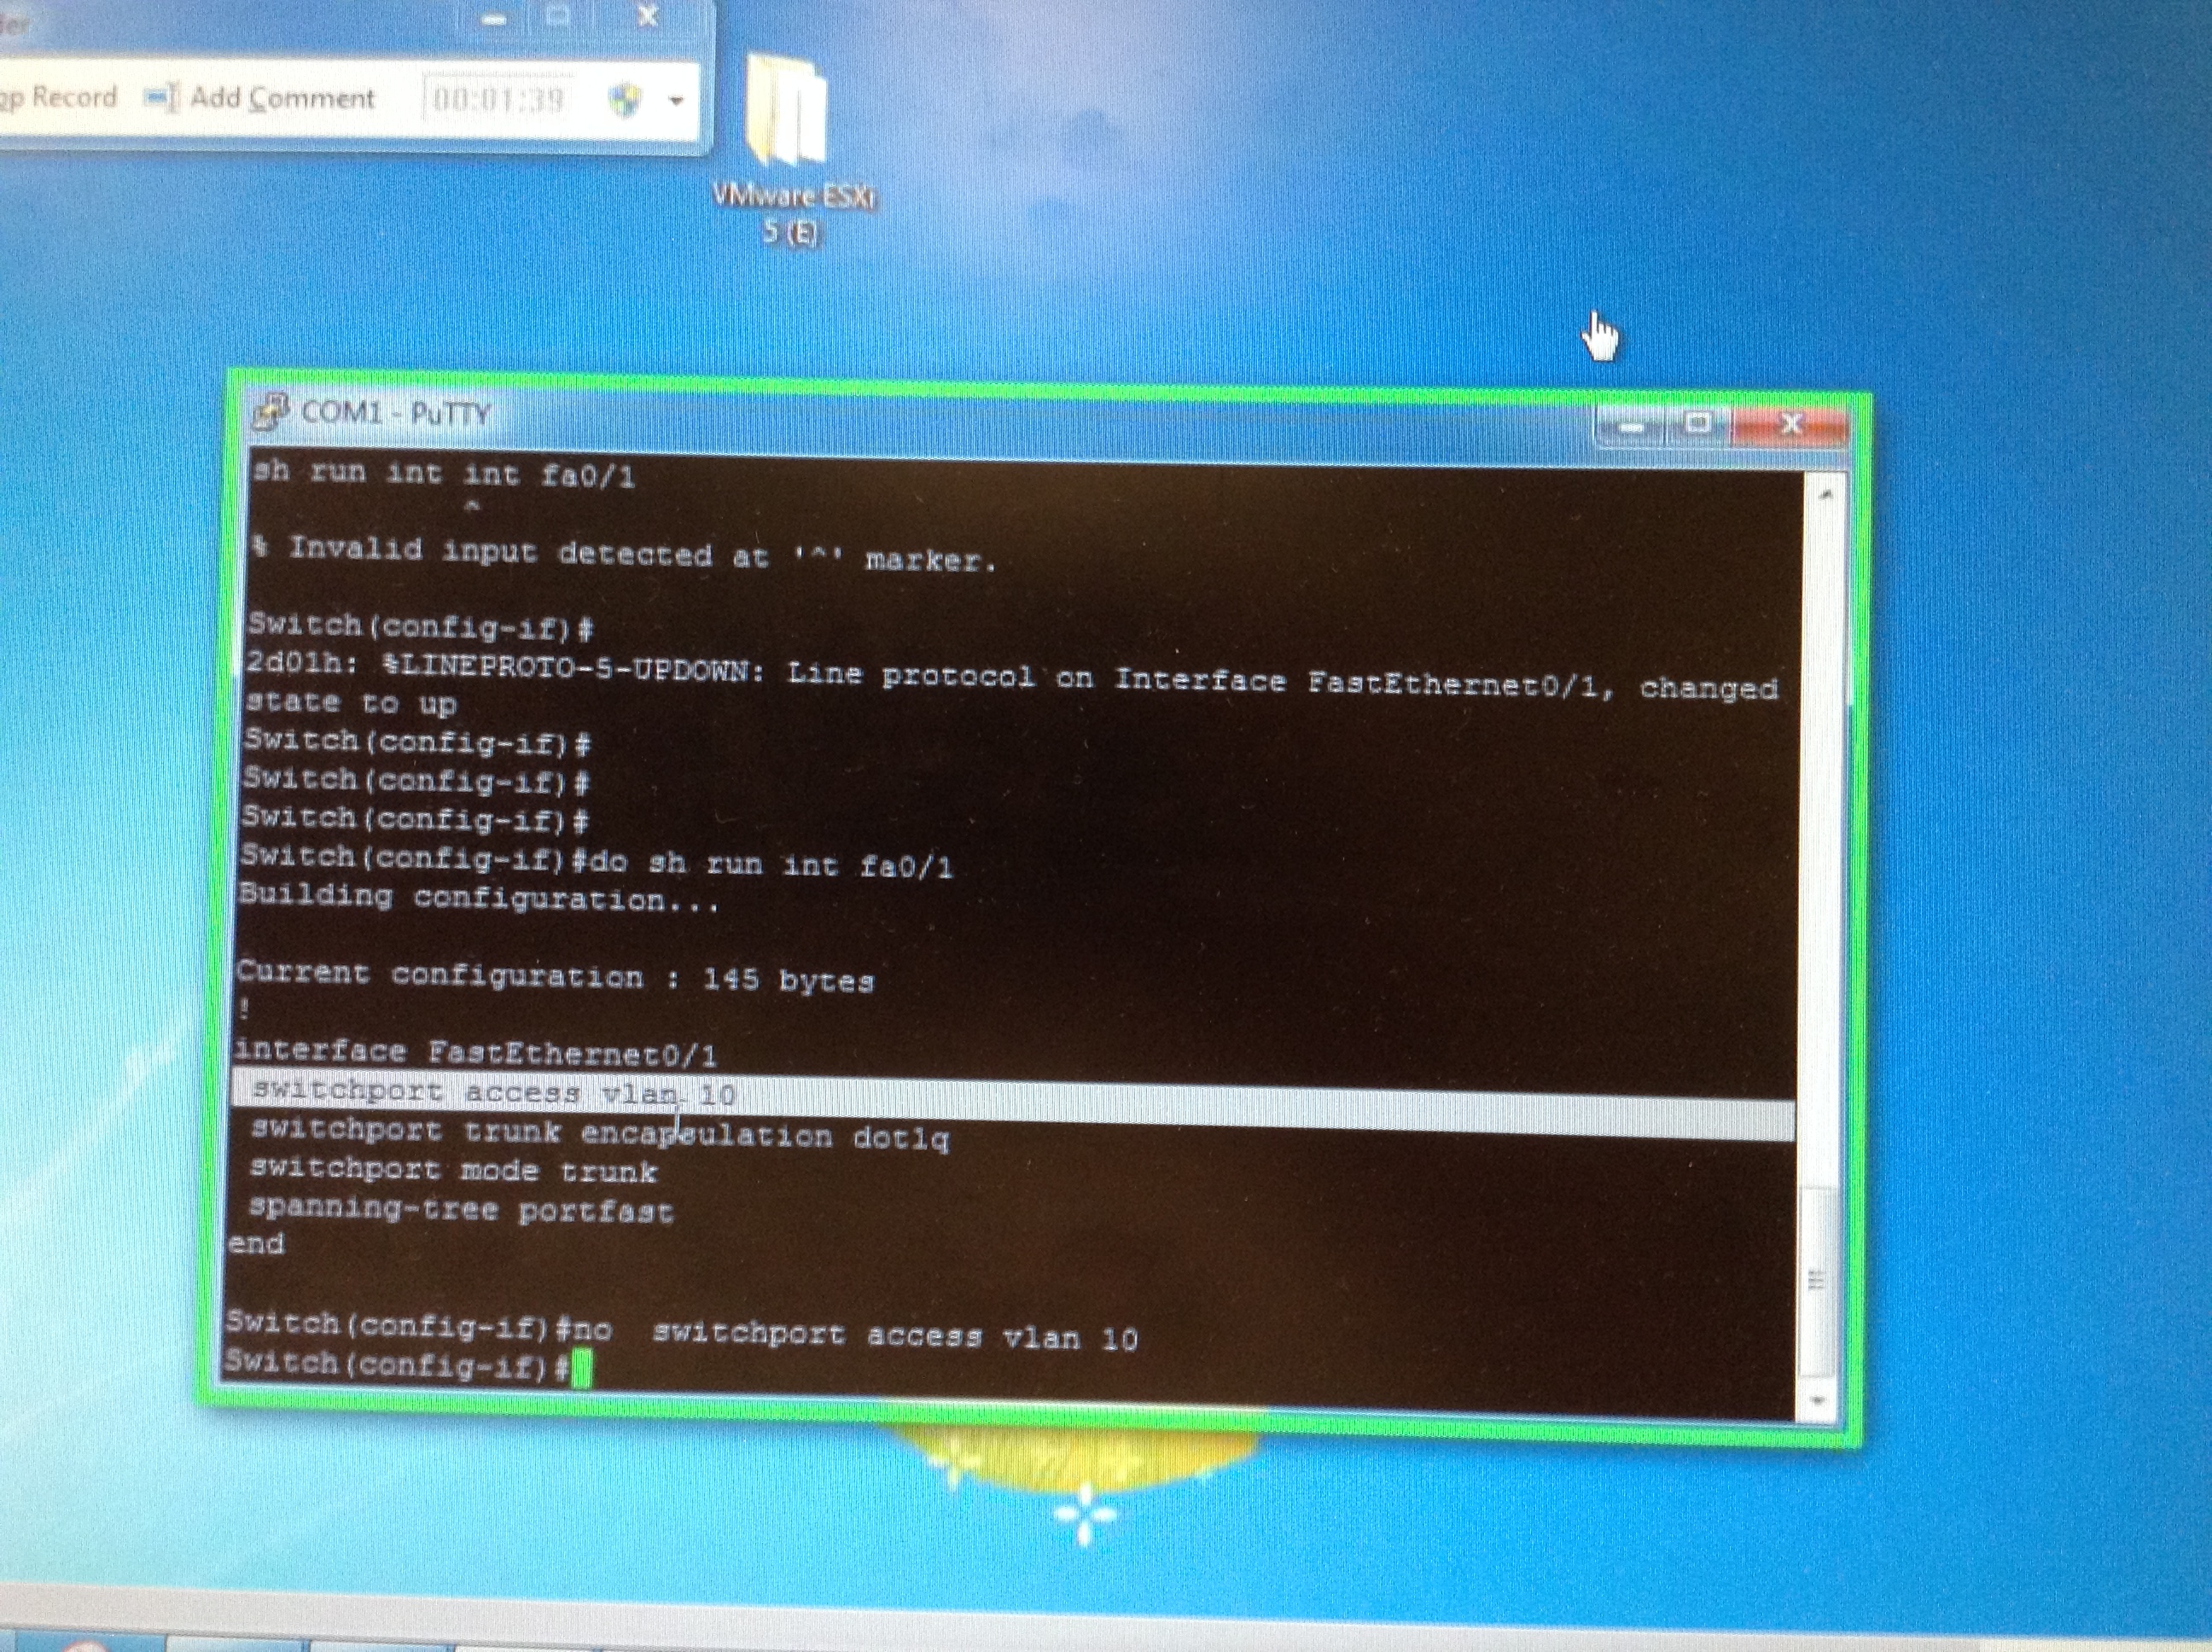 op Record Add Comment 00:01:39
VMware ESXi
5 (E)
COM1 - PuTTY
sh run int int fa0/1
^
% Invalid input detected at '^' marker.
Switch(config-if)#
2d01h: %LINEPROTO-5-UPDOWN: Line protocol on Interface FastEthernet0/1, changed
state to up
Switch(config-if)#
Switch(config-if)#
Switch(config-if)#
Switch(config-if)#do sh run int fa0/1
Building configuration...
Current configuration : 145 bytes
!
interface FastEthernet0/1
switchport access vlan 10
switchport trunk encapsulation dot1q
switchport mode trunk
spanning-tree portfast
end
Switch(config-if)#no  switchport access vlan 10
Switch(config-if)#